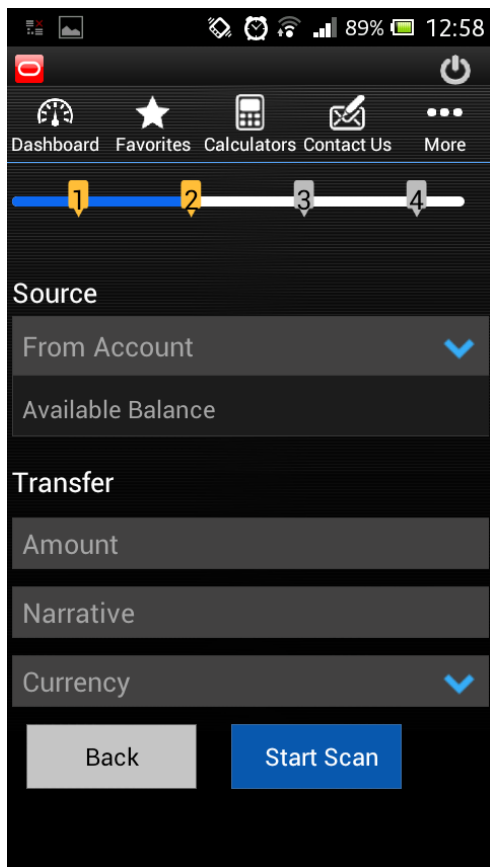 89% 12:58
Dashboard Favorites Calculators Contact Us More
1 2 3 4
Source
From Account
Available Balance
Transfer
Amount
Narrative
Currency
Back Start Scan